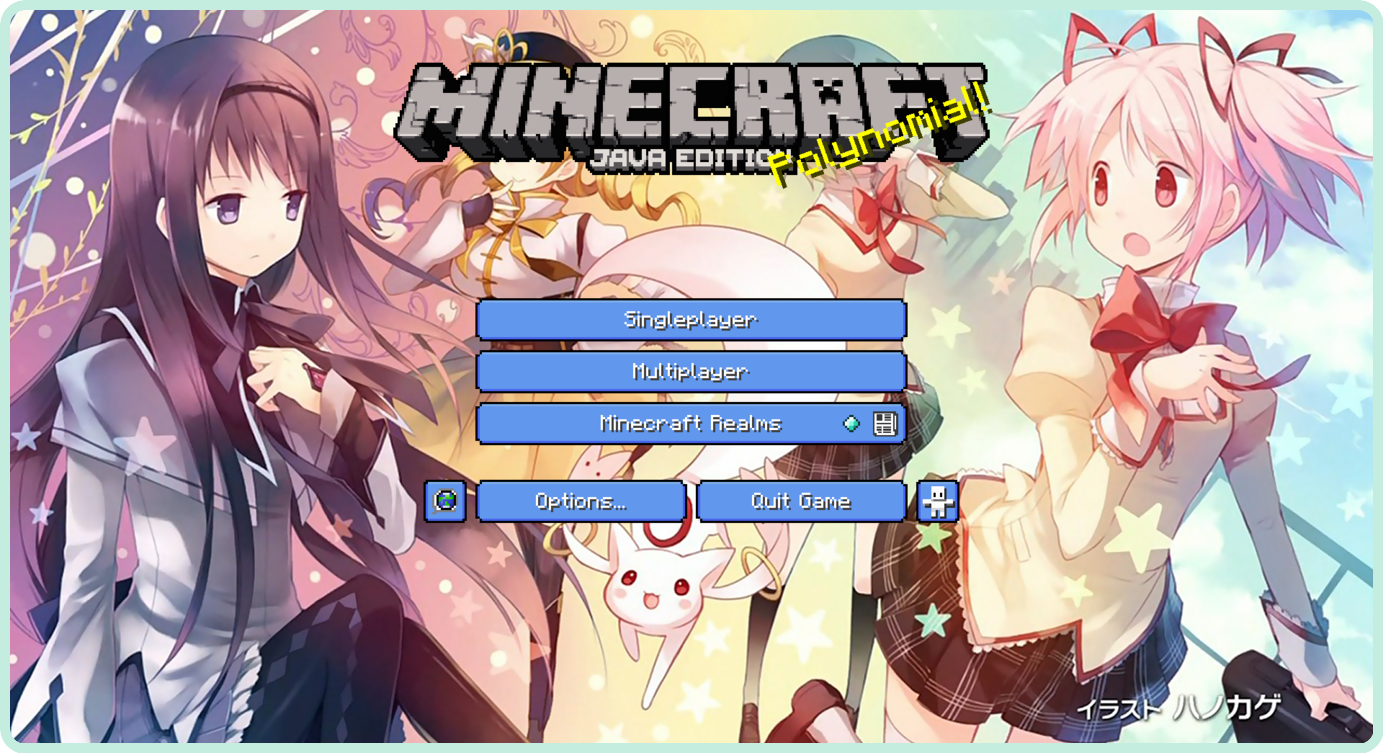 MINECRAFT
JAVA EDITION
Polynomial!
Singleplayer
Multiplayer
Minecraft Realms
Options...
Quit Game
イラスト ハノカゲ